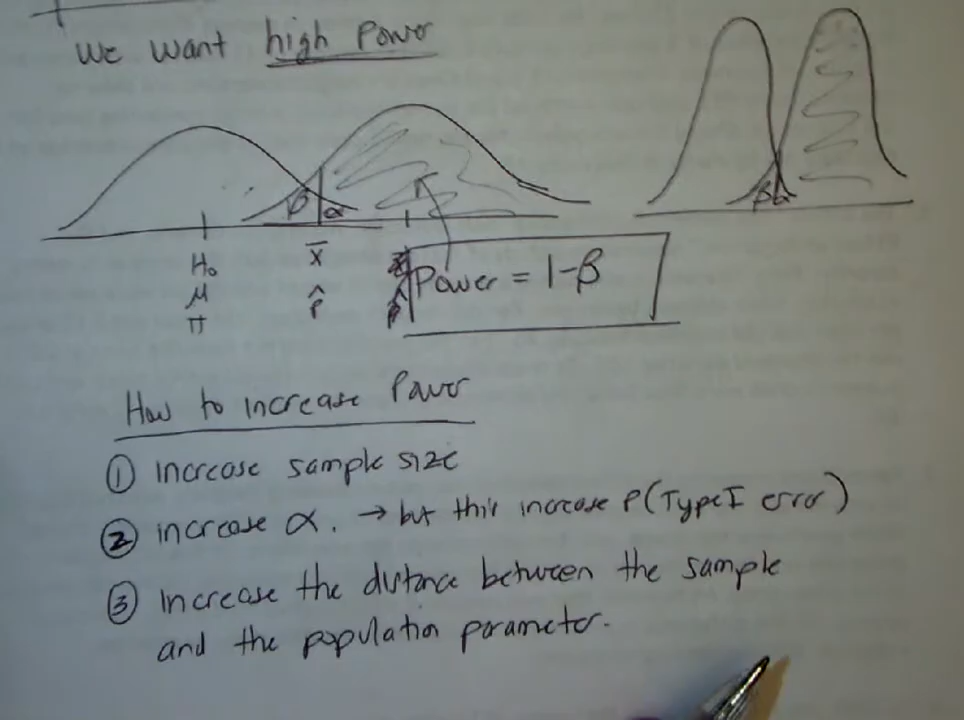 We want high Power
β α
βα
H₀
μ
π
x̄
p̂
Power = 1-β
How to increase Power
① increase sample size
② increase α. → but this increase P(Type I error)
③ increase the distance between the sample
and the population parameter.